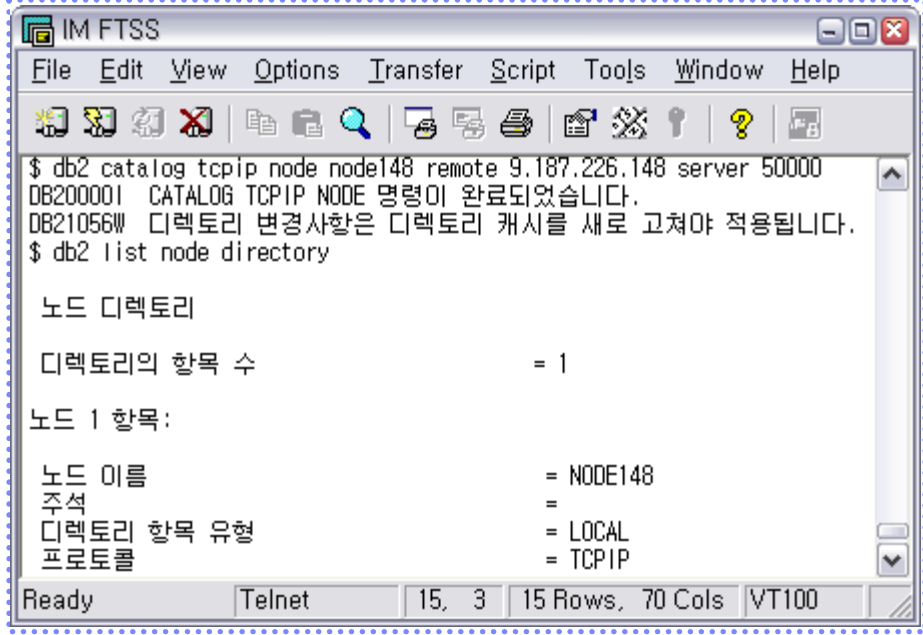 IM FTSS
File Edit View Options Transfer Script Tools Window Help
$ db2 catalog tcpip node node148 remote 9.187.226.148 server 50000
DB20000I CATALOG TCPIP NODE 명령이 완료되었습니다.
DB21056W 디렉토리 변경사항은 디렉토리 캐시를 새로 고쳐야 적용됩니다.
$ db2 list node directory
노드 디렉토리
디렉토리의 항목 수 = 1
노드 1 항목:
노드 이름 = NODE148
주석 =
디렉토리 항목 유형 = LOCAL
프로토콜 = TCPIP
Ready Telnet 15, 3 15 Rows, 70 Cols VT100